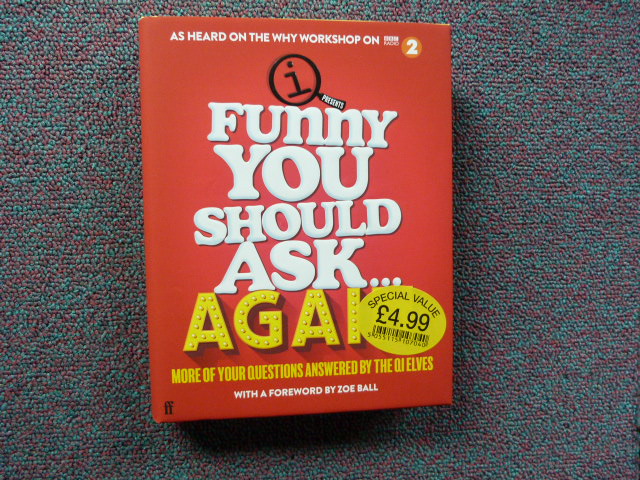 AS HEARD ON THE WHY WORKSHOP ON BBC RADIO 2
QI PRESENTS
FUNNY
YOU
SHOULD
ASK...
AGAI
SPECIAL VALUE
£4.99
MORE OF YOUR QUESTIONS ANSWERED BY THE QI ELVES
WITH A FOREWORD BY ZOE BALL
ff